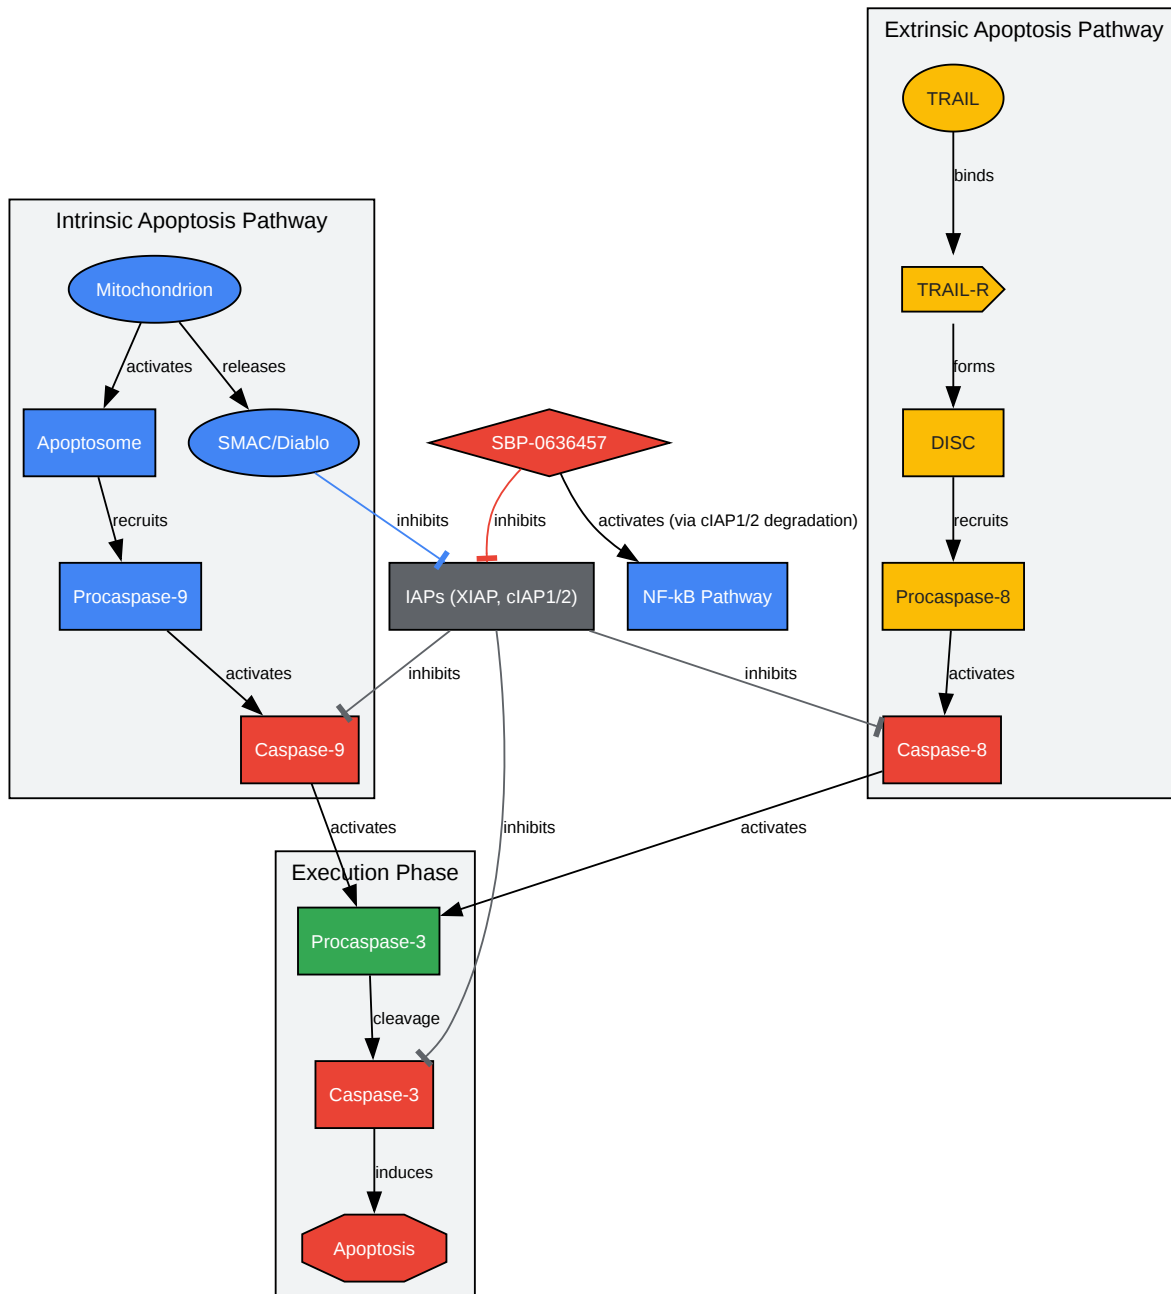 Extrinsic Apoptosis Pathway
TRAIL
binds
Intrinsic Apoptosis Pathway
Mitochondrion
TRAIL-R
activates
releases
forms
Apoptosome
SMAC/Diablo
SBP-0636457
DISC
recruits
inhibits
inhibits
activates (via cIAP1/2 degradation)
recruits
Procaspase-9
IAPs (XIAP, cIAP1/2)
NF-kB Pathway
Procaspase-8
activates
inhibits
inhibits
activates
Caspase-9
Caspase-8
activates
inhibits
activates
Execution Phase
Procaspase-3
cleavage
Caspase-3
induces
Apoptosis